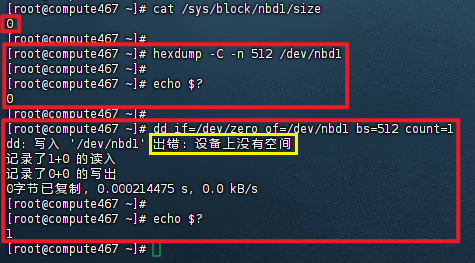 [root@compute467 ~]# cat /sys/block/nbd1/size
0
[root@compute467 ~]#
[root@compute467 ~]# hexdump -C -n 512 /dev/nbd1
[root@compute467 ~]#
[root@compute467 ~]# echo $?
0
[root@compute467 ~]#
[root@compute467 ~]# dd if=/dev/zero of=/dev/nbd1 bs=512 count=1
dd: 写入 '/dev/nbd1' 出错: 设备上没有空间
记录了1+0 的读入
记录了0+0 的写出
0字节已复制, 0.000214475 s, 0.0 kB/s
[root@compute467 ~]#
[root@compute467 ~]# echo $?
1
[root@compute467 ~]#